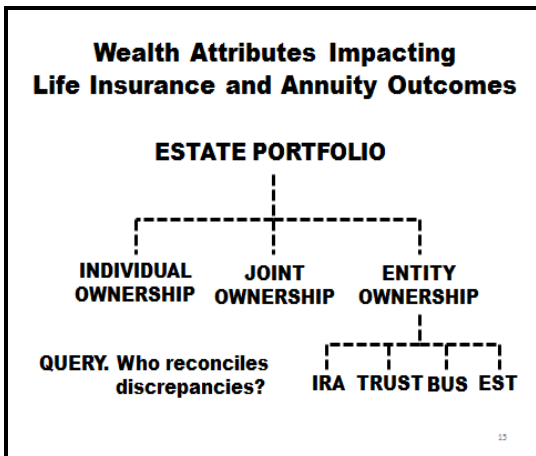 Wealth Attributes Impacting
Life Insurance and Annuity Outcomes
ESTATE PORTFOLIO
INDIVIDUAL
OWNERSHIP
JOINT
OWNERSHIP
ENTITY
OWNERSHIP
QUERY. Who reconciles
discrepancies?
IRA TRUST BUS EST
15